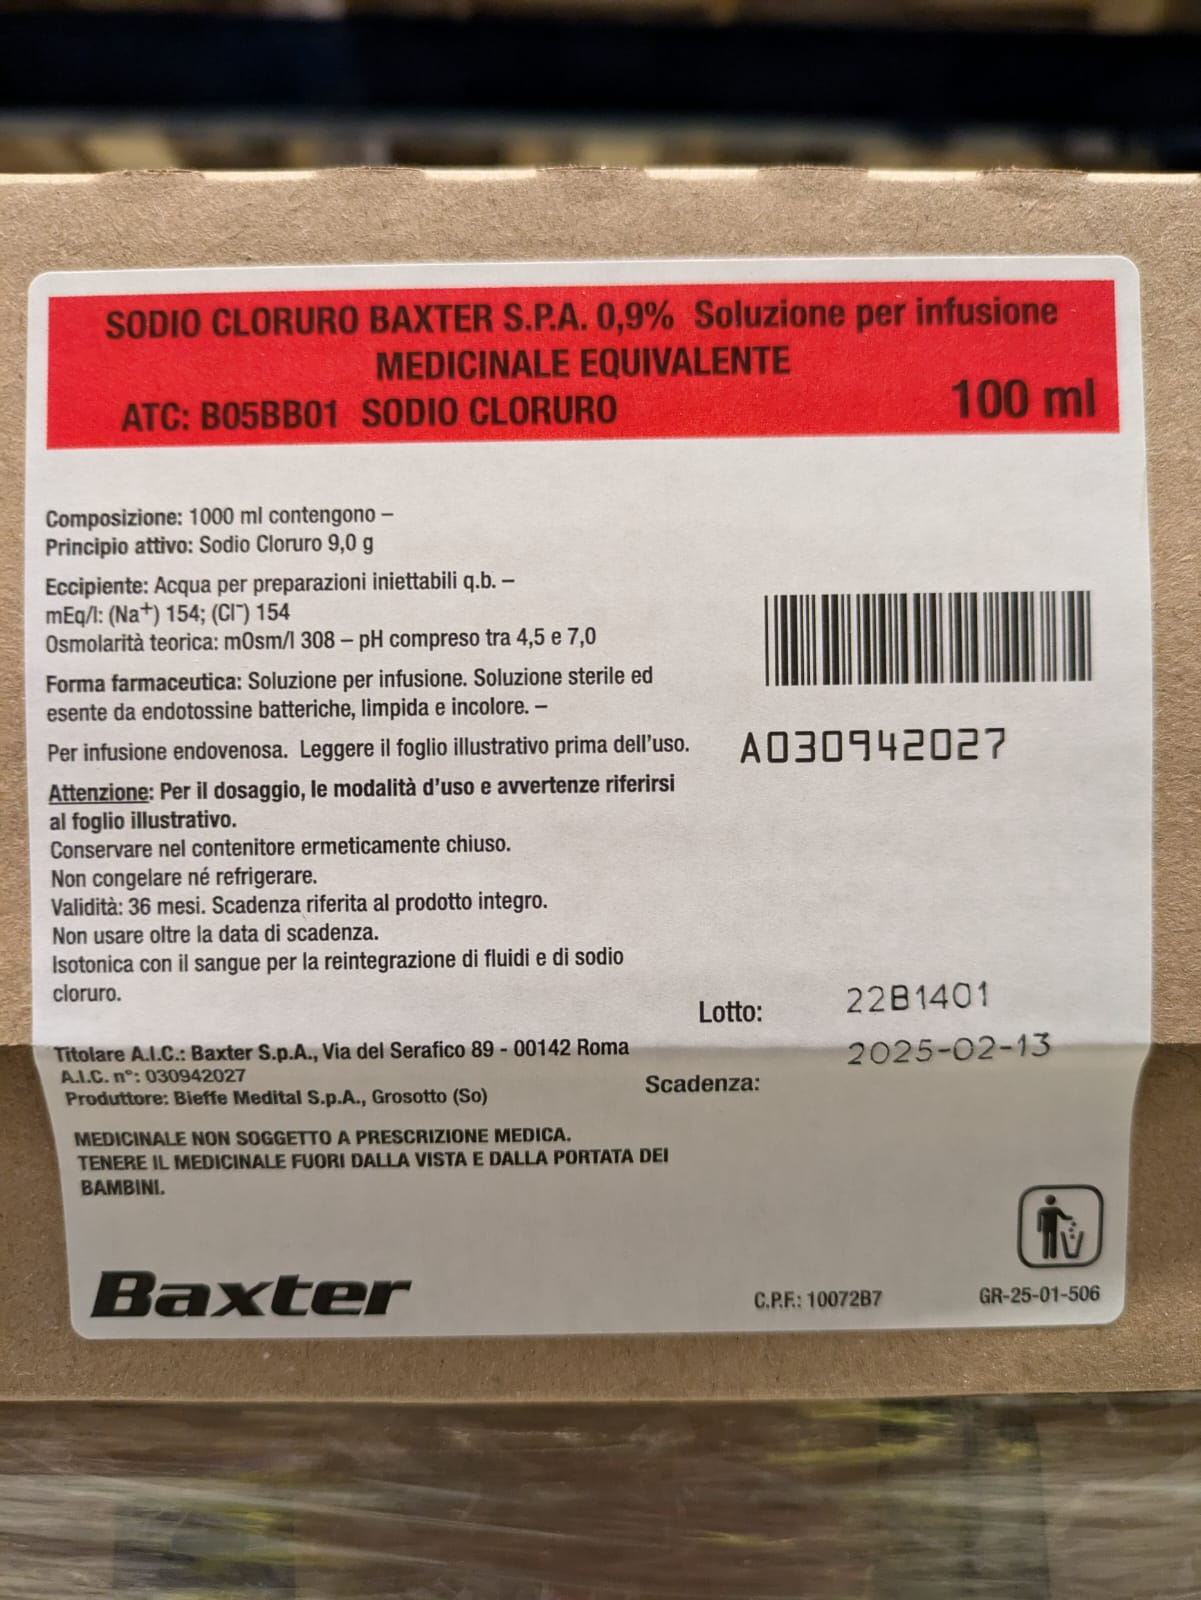 SODIO CLORURO BAXTER S.P.A. 0,9% Soluzione per infusione
MEDICINALE EQUIVALENTE
ATC: B05BB01 SODIO CLORURO
100 ml
Composizione: 1000 ml contengono –
Principio attivo: Sodio Cloruro 9,0 g
Eccipiente: Acqua per preparazioni iniettabili q.b. –
mEq/l: (Na⁺) 154; (Cl⁻) 154
Osmolarità teorica: mOsm/l 308 – pH compreso tra 4,5 e 7,0
Forma farmaceutica: Soluzione per infusione. Soluzione sterile ed
esente da endotossine batteriche, limpida e incolore. –
Per infusione endovenosa. Leggere il foglio illustrativo prima dell'uso.
A030942027
Attenzione: Per il dosaggio, le modalità d'uso e avvertenze riferirsi
al foglio illustrativo.
Conservare nel contenitore ermeticamente chiuso.
Non congelare né refrigerare.
Validità: 36 mesi. Scadenza riferita al prodotto integro.
Non usare oltre la data di scadenza.
Isotonica con il sangue per la reintegrazione di fluidi e di sodio
cloruro.
Lotto: 22B1401
Titolare A.I.C.: Baxter S.p.A., Via del Serafico 89 - 00142 Roma
A.I.C. n°: 030942027
Produttore: Bieffe Medital S.p.A., Grosotto (So)
Scadenza: 2025-02-13
MEDICINALE NON SOGGETTO A PRESCRIZIONE MEDICA.
TENERE IL MEDICINALE FUORI DALLA VISTA E DALLA PORTATA DEI
BAMBINI.
Baxter
C.P.F.: 10072B7
GR-25-01-506